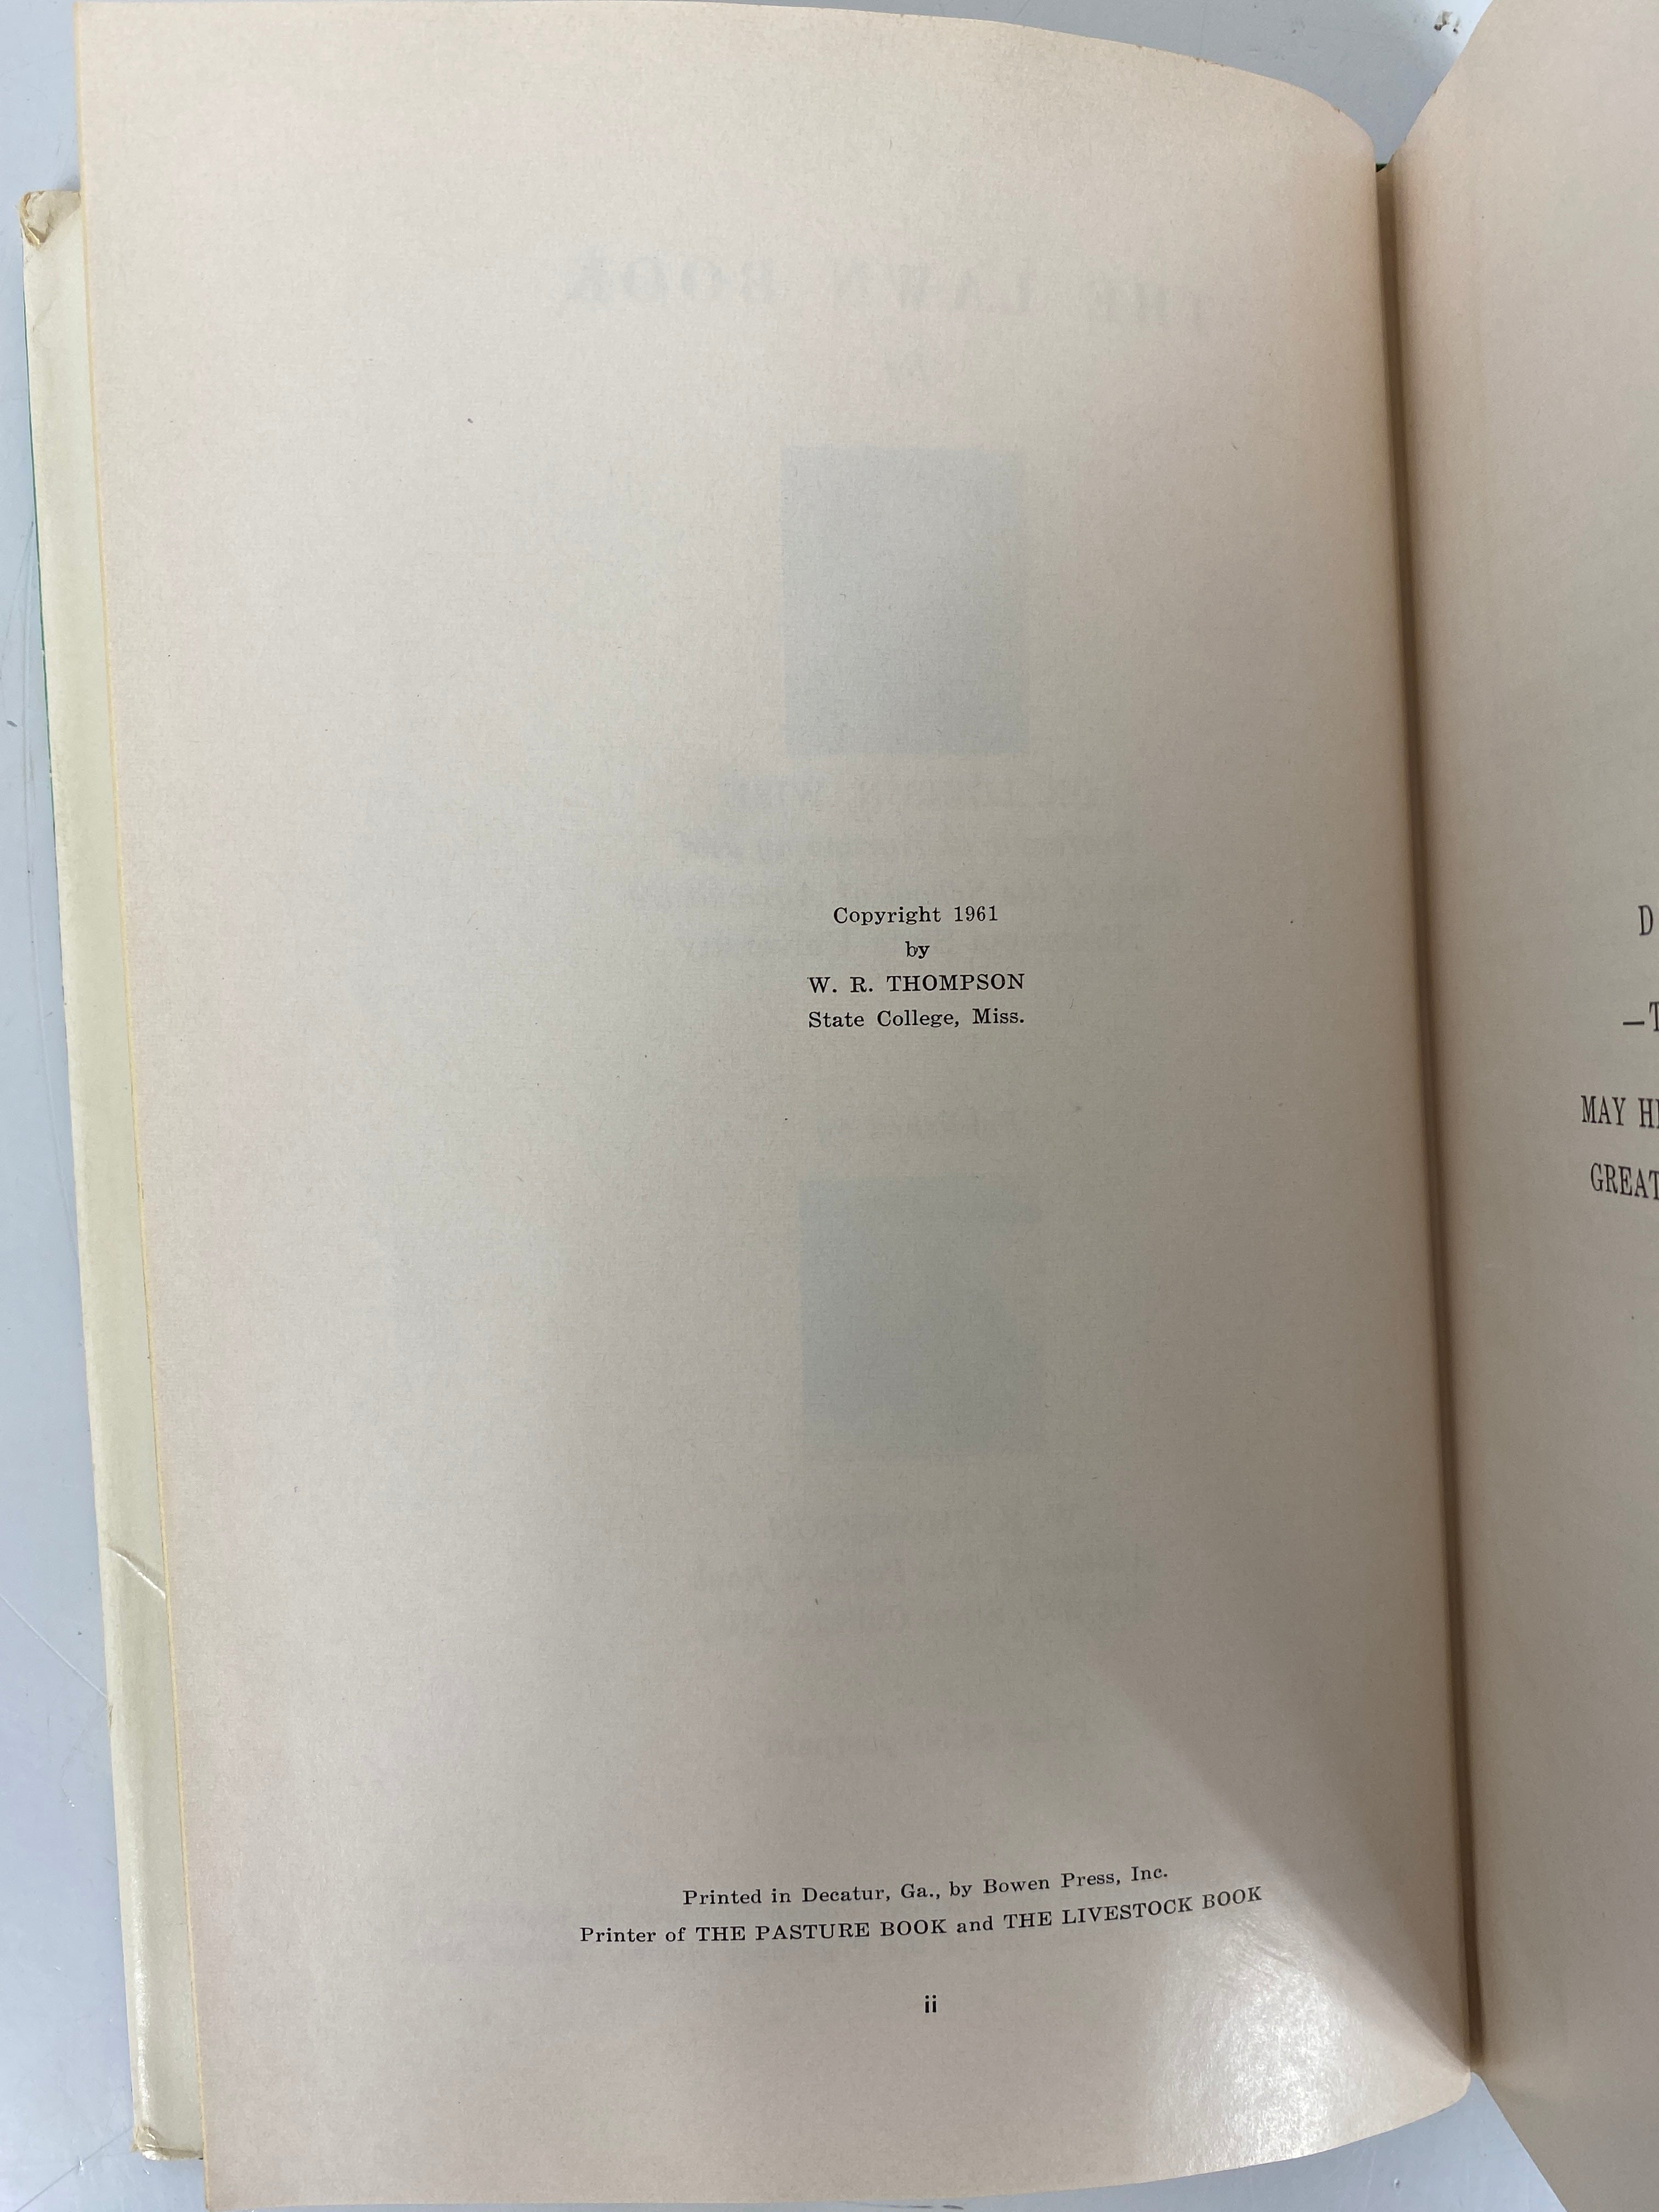 Copyright 1961
by
W. R. THOMPSON
State College, Miss.
Printed in Decatur, Ga., by Bowen Press, Inc.
Printer of THE PASTURE BOOK and THE LIVESTOCK BOOK
ii
D
—T
MAY HE
GREAT